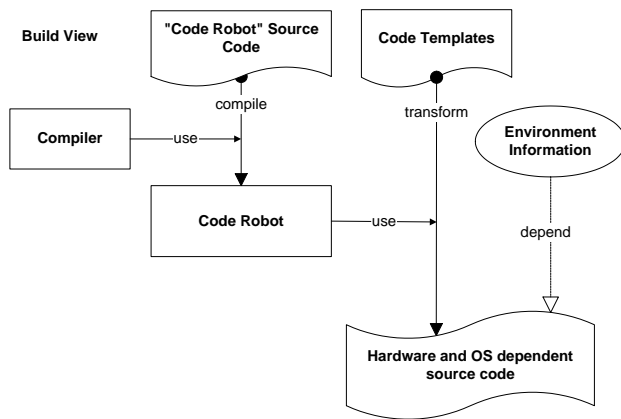 Build View
"Code Robot" Source
Code
Code Templates
compile
transform
Compiler
use
Environment
Information
Code Robot
use
depend
Hardware and OS dependent
source code